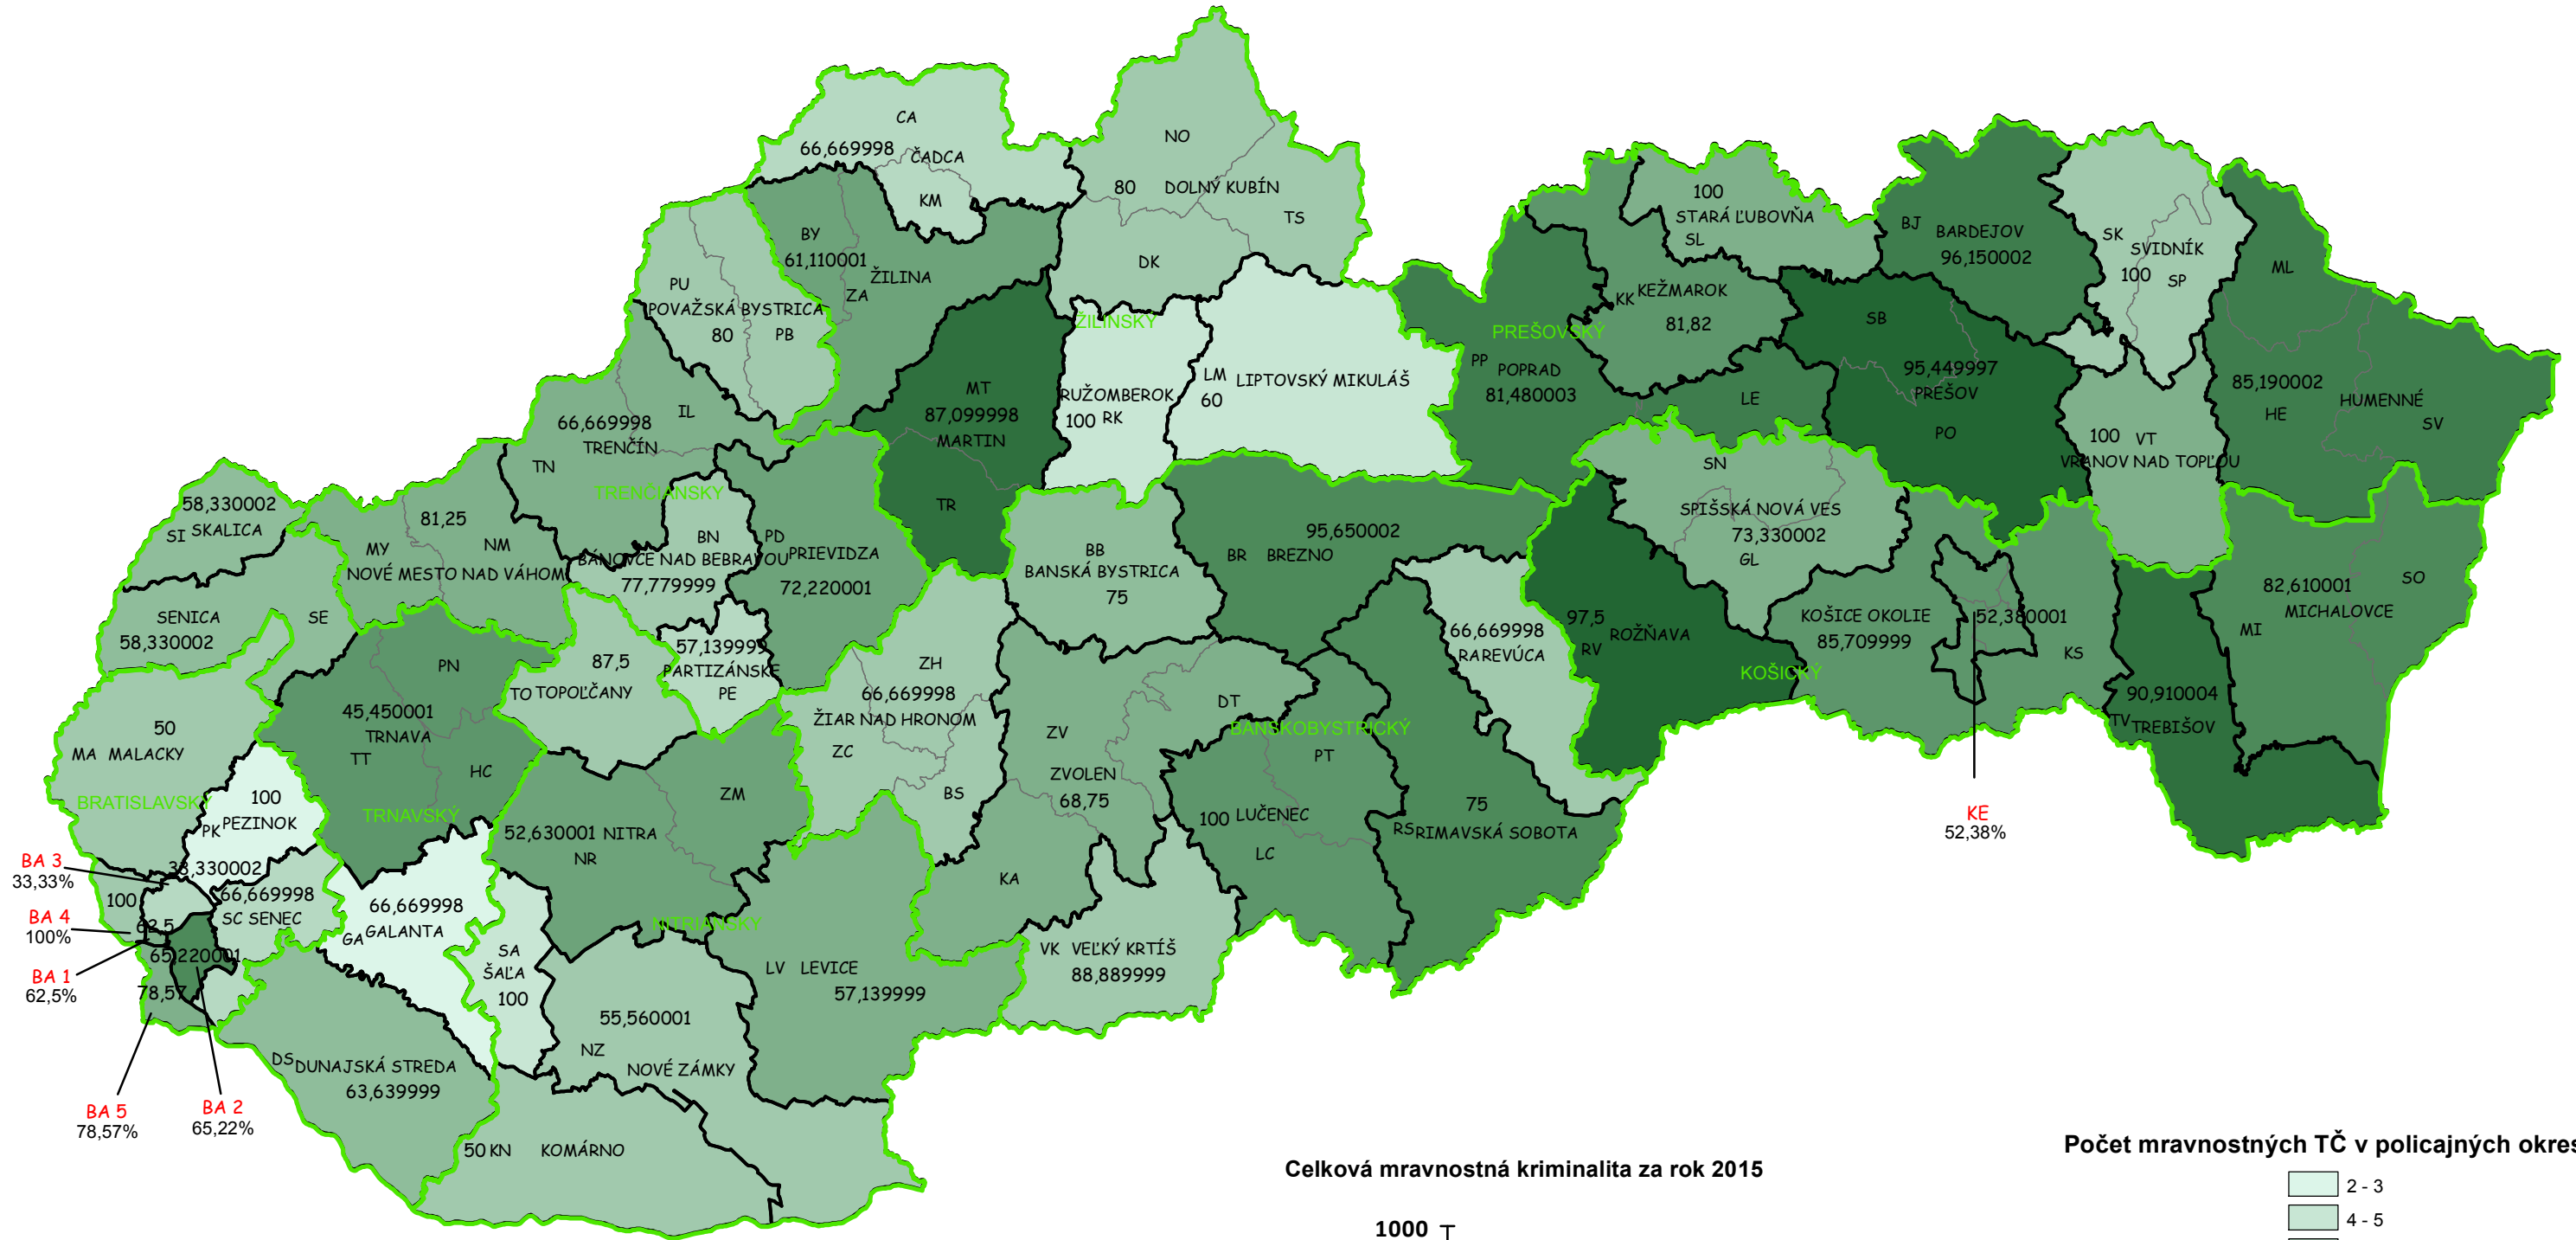 CA
66,669998
ČADCA
KM
NO
80
DOLNÝ KUBÍN
TS
DK
BY
61,110001
ŽILINA
ZA
PU
POVAŽSKÁ BYSTRICA
80
PB
ŽILINSKÝ
RUŽOMBEROK
100 RK
LM
LIPTOVSKÝ MIKULÁŠ
60
MT
87,099998
MARTIN
TR
100
STARÁ ĽUBOVŇA
SL
BJ
BARDEJOV
96,150002
SK
SVIDNÍK
100
SP
ML
KK KEŽMAROK
81,82
PREŠOVSKÝ
PP
POPRAD
81,480003
LE
SB
95,449997
PREŠOV
PO
85,190002
HUMENNÉ
HE
SV
100 VT
VRANOV NAD TOPĽOU
IL
66,669998
TRENČÍN
TN
TRENČIANSKY
58,330002
SI SKALICA
81,25
MY
NM
NOVÉ MESTO NAD VÁHOM
BN
BÁNOVCE NAD BEBRAVOU
77,779999
PD
PRIEVIDZA
72,220001
SENICA
SE
58,330002
57,139999
PARTIZÁNSKE
PE
87,5
TO TOPOĽČANY
BB
BANSKÁ BYSTRICA
75
95,650002
BR BREZNO
SN
SPIŠSKÁ NOVÁ VES
73,330002
GL
97,5
ROŽŇAVA
RV
KOŠICE OKOLIE
85,709999
52,380001
KS
KOŠICKÝ
82,610001
SO
MICHALOVCE
MI
90,910004
TV
TREBIŠOV
66,669998
RAREVÚCA
ZH
66,669998
ŽIAR NAD HRONOM
ZC
BS
PN
45,450001
TRNAVA
TT
HC
TRNAVSKÝ
50
MA MALACKY
BRATISLAVSKÝ
100
PK PEZINOK
33,330002
DT
BANSKOBYSTRICKÝ
ZV
ZVOLEN
68,75
KA
PT
100 LUČENEC
LC
75
RS RIMAVSKÁ SOBOTA
KE
52,38%
ZM
52,630001 NITRA
NR
NITRIANSKY
BA 3
33,33%
100
BA 4
100%
62,5
BA 1
62,5%
65,220001
78,57
66,669998
SC SENEC
66,669998
GA GALANTA
SA
ŠAĽA
100
VK VEĽKÝ KRTÍŠ
88,889999
LV LEVICE
57,139999
55,560001
NZ
NOVÉ ZÁMKY
DS DUNAJSKÁ STREDA
63,639999
BA 5
78,57%
BA 2
65,22%
50 KN KOMÁRNO
Celková mravnostná kriminalita za rok 2015
1000
Počet mravnostných TČ v policajných okres
2 - 3
4 - 5